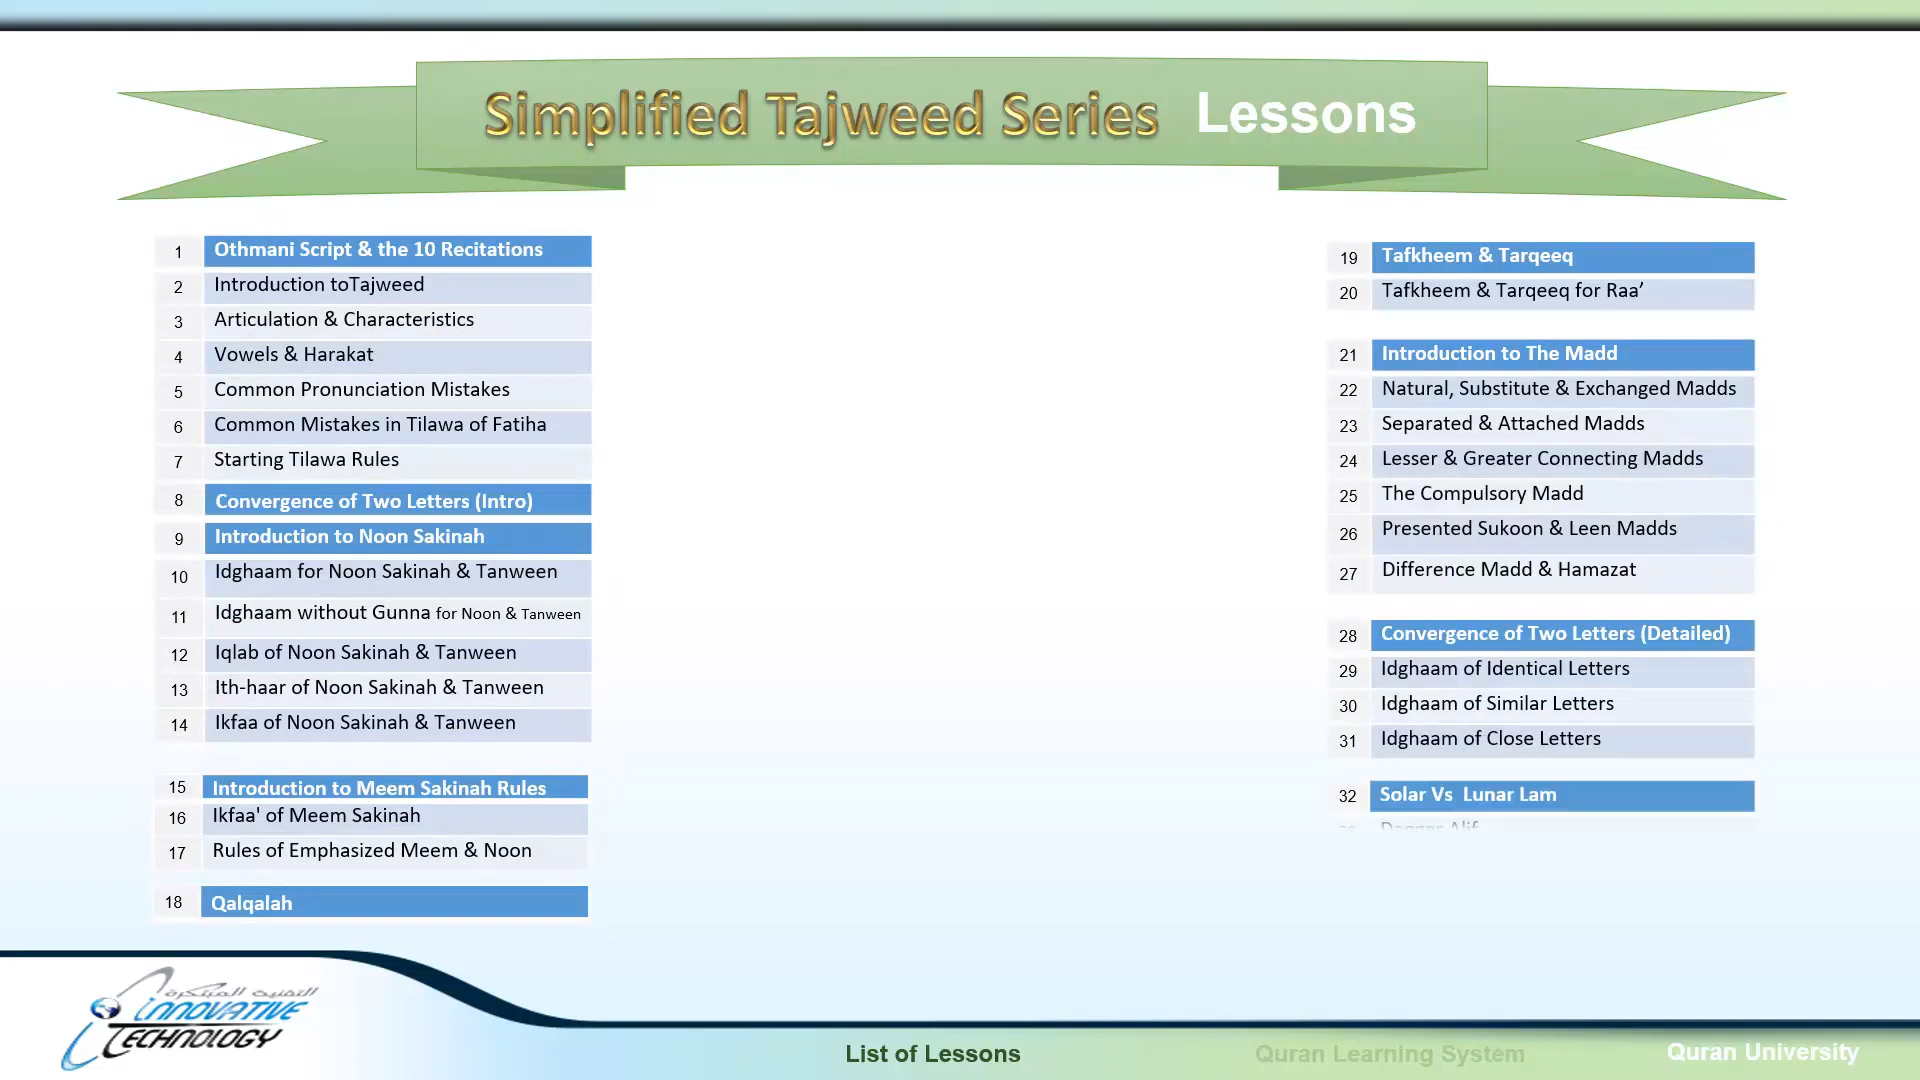 Simplified Tajweed Series Lessons
1 Othmani Script & the 10 Recitations
2 Introduction toTajweed
3 Articulation & Characteristics
4 Vowels & Harakat
5 Common Pronunciation Mistakes
6 Common Mistakes in Tilawa of Fatiha
7 Starting Tilawa Rules
8 Convergence of Two Letters (Intro)
9 Introduction to Noon Sakinah
10 Idghaam for Noon Sakinah & Tanween
11 Idghaam without Gunna for Noon & Tanween
12 Iqlab of Noon Sakinah & Tanween
13 Ith-haar of Noon Sakinah & Tanween
14 Ikfaa of Noon Sakinah & Tanween
15 Introduction to Meem Sakinah Rules
16 Ikfaa' of Meem Sakinah
17 Rules of Emphasized Meem & Noon
18 Qalqalah
19 Tafkheem & Tarqeeq
20 Tafkheem & Tarqeeq for Raa’
21 Introduction to The Madd
22 Natural, Substitute & Exchanged Madds
23 Separated & Attached Madds
24 Lesser & Greater Connecting Madds
25 The Compulsory Madd
26 Presented Sukoon & Leen Madds
27 Difference Madd & Hamazat
28 Convergence of Two Letters (Detailed)
29 Idghaam of Identical Letters
30 Idghaam of Similar Letters
31 Idghaam of Close Letters
32 Solar Vs Lunar Lam
Dagger Alif
التقنية المبتكرة
INNOVATIVE
TECHNOLOGY
List of Lessons
Quran Learning System
Quran University